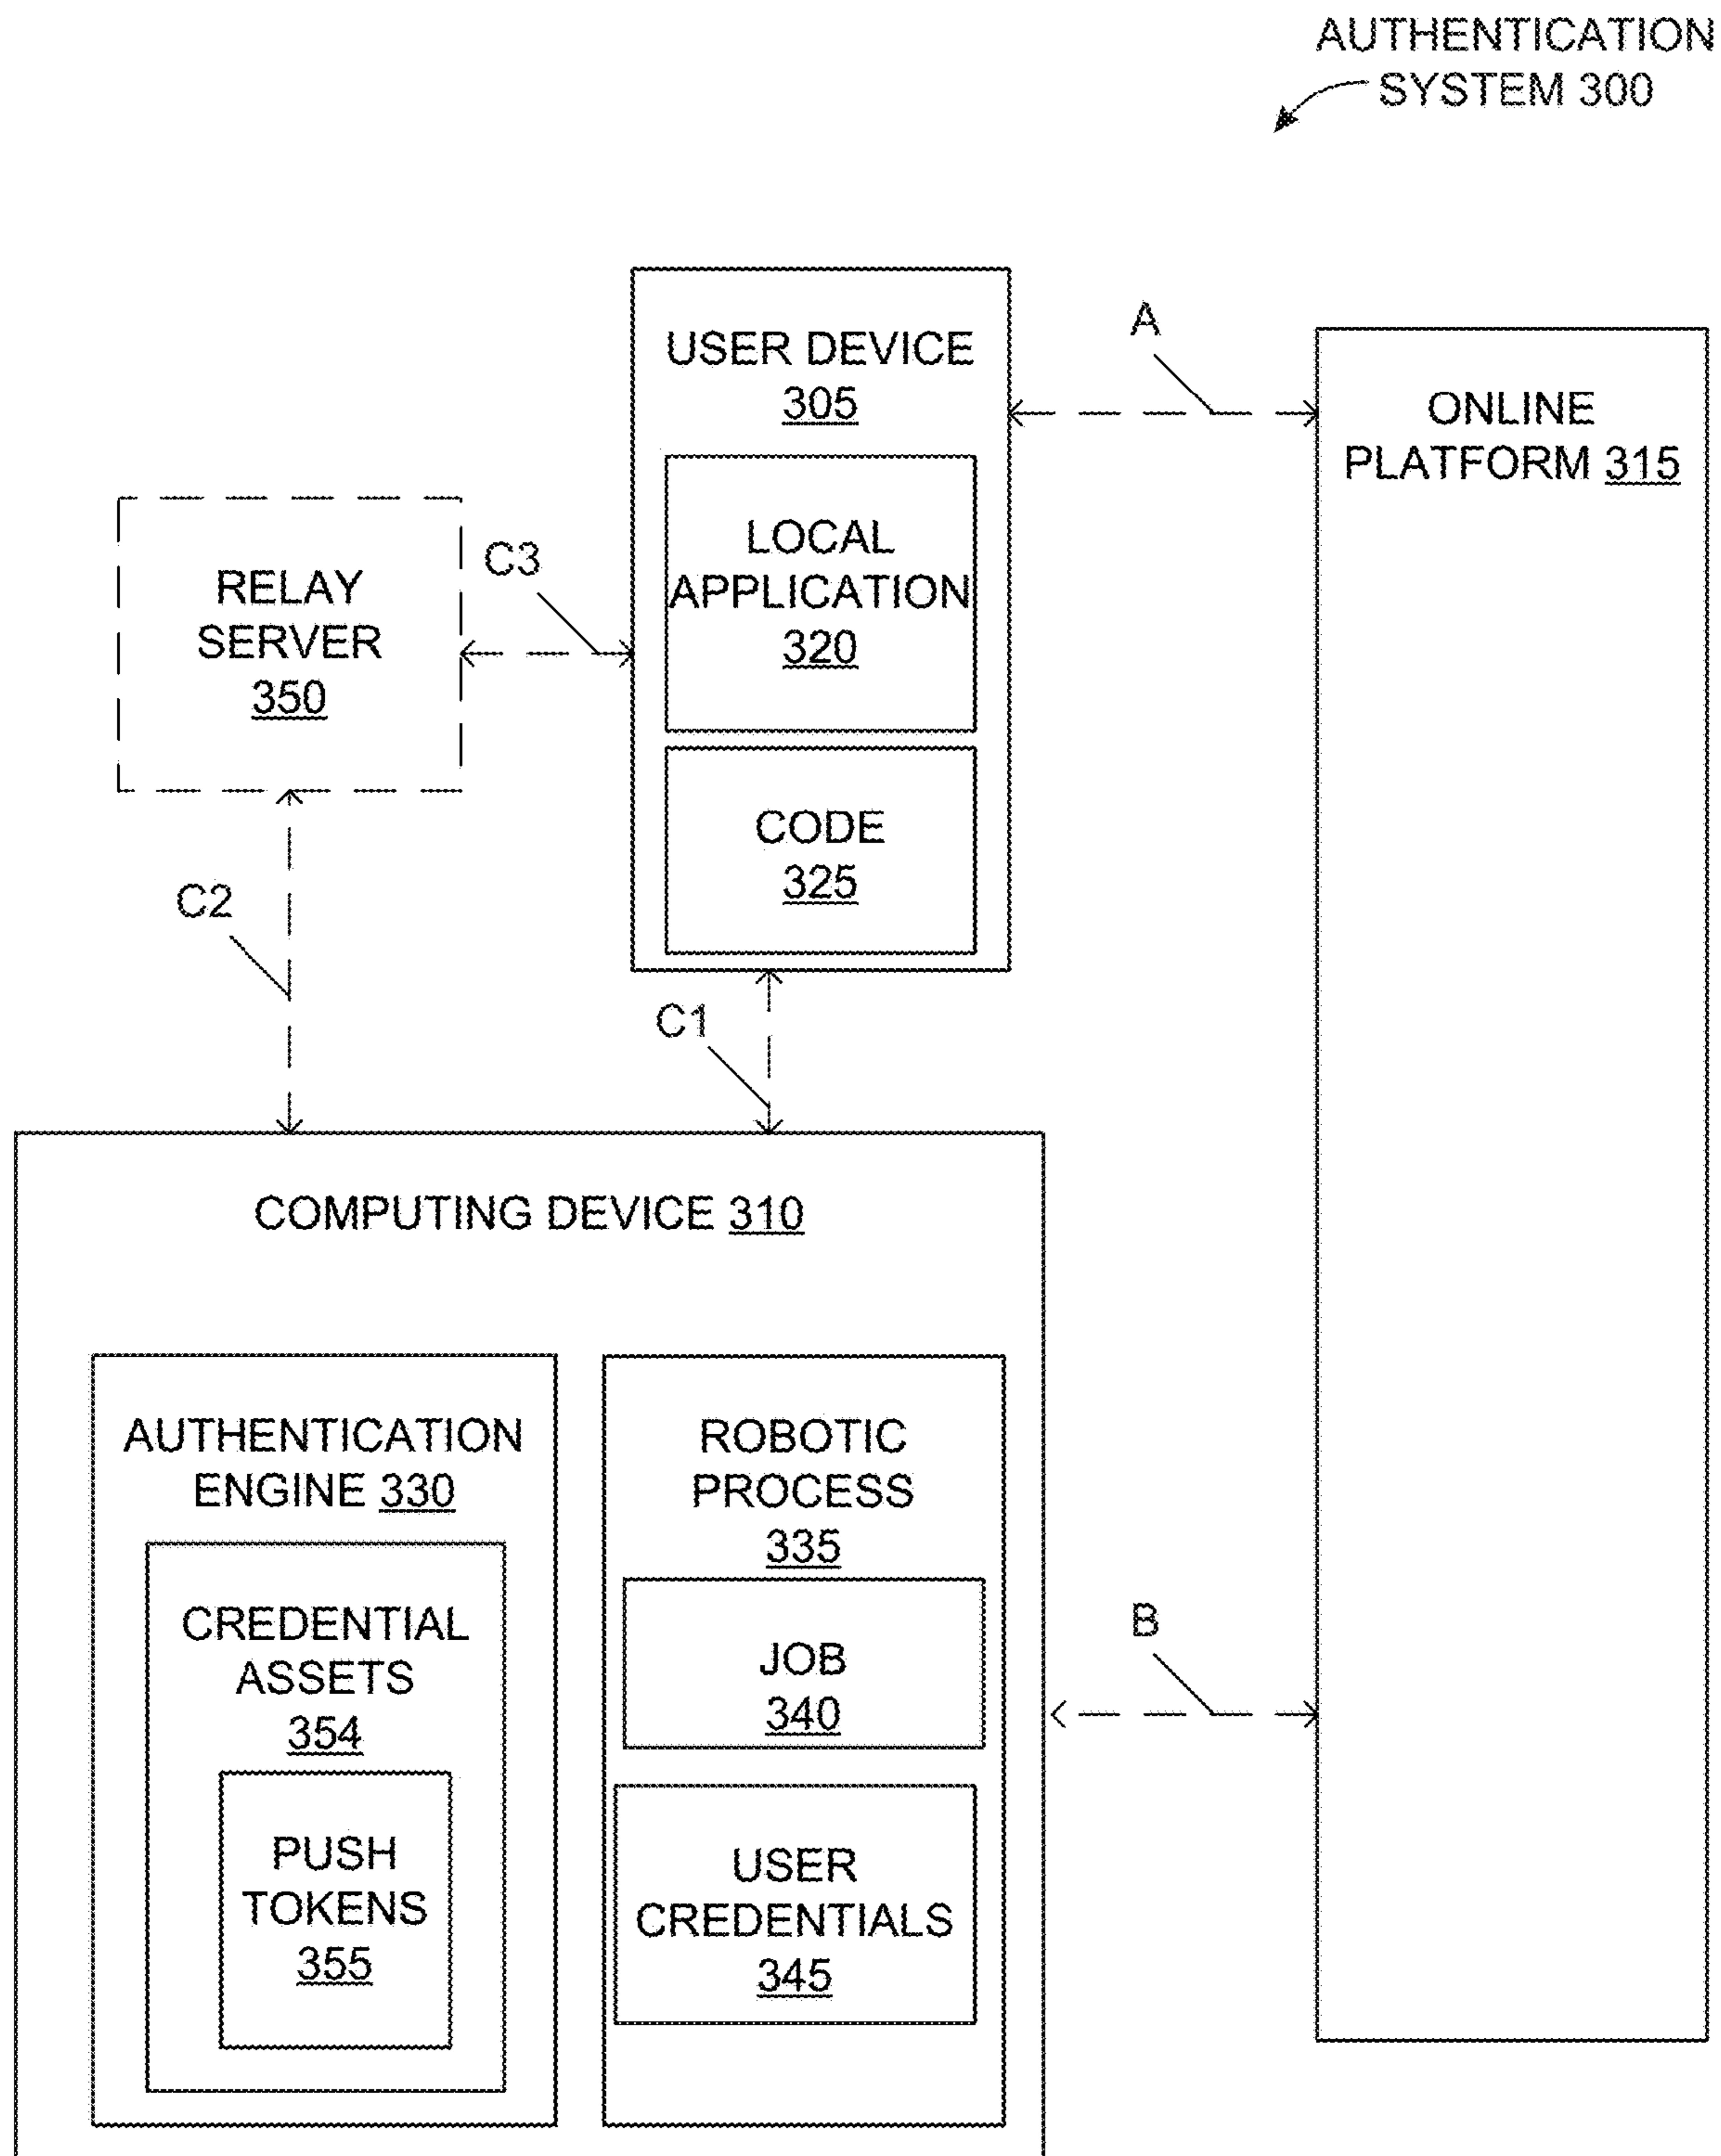 AUTHENTICATION
SYSTEM 300
USER DEVICE
305
LOCAL
APPLICATION
320
CODE
325
A
ONLINE
PLATFORM 315
RELAY
SERVER
350
C3
C2
C1
COMPUTING DEVICE 310
AUTHENTICATION
ENGINE 330
CREDENTIAL
ASSETS
354
PUSH
TOKENS
355
ROBOTIC
PROCESS
335
JOB
340
USER
CREDENTIALS
345
B